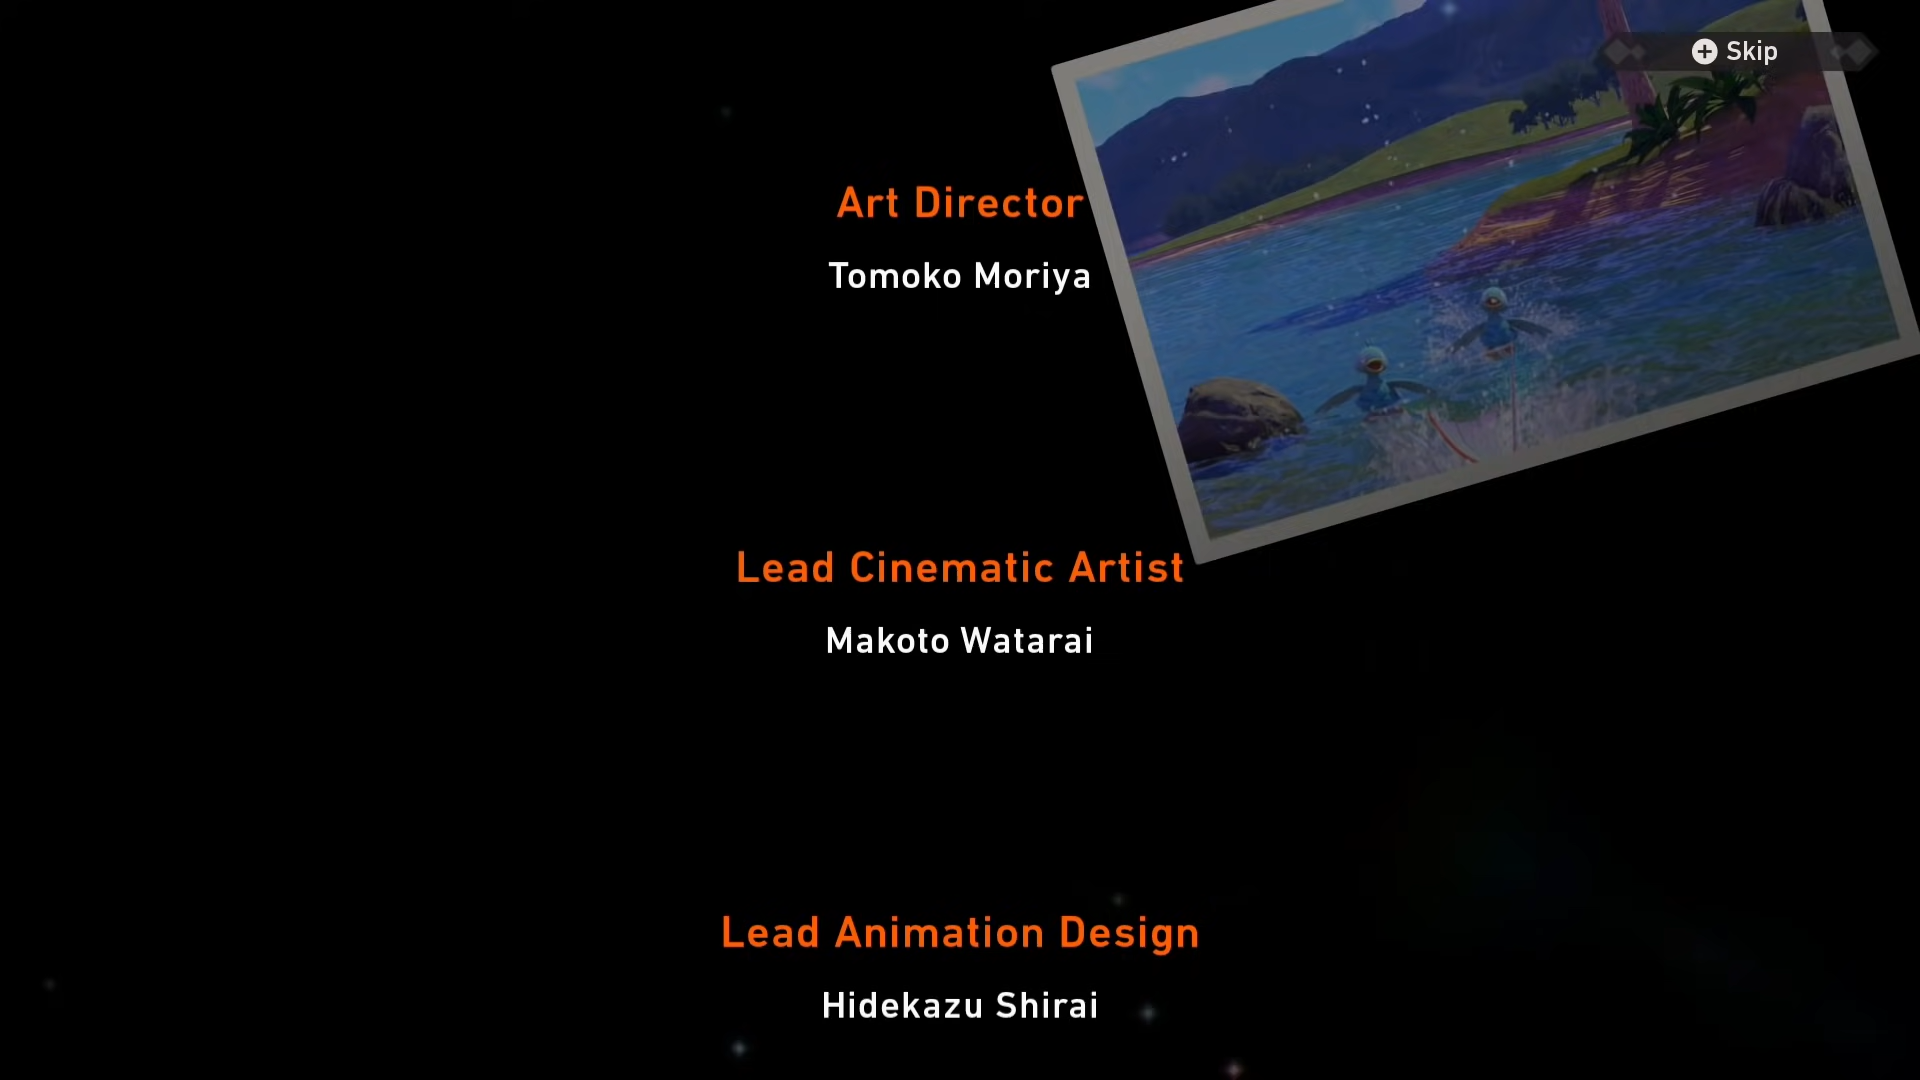 Skip
Art Director
Tomoko Moriya
Lead Cinematic Artist
Makoto Watarai
Lead Animation Design
Hidekazu Shirai